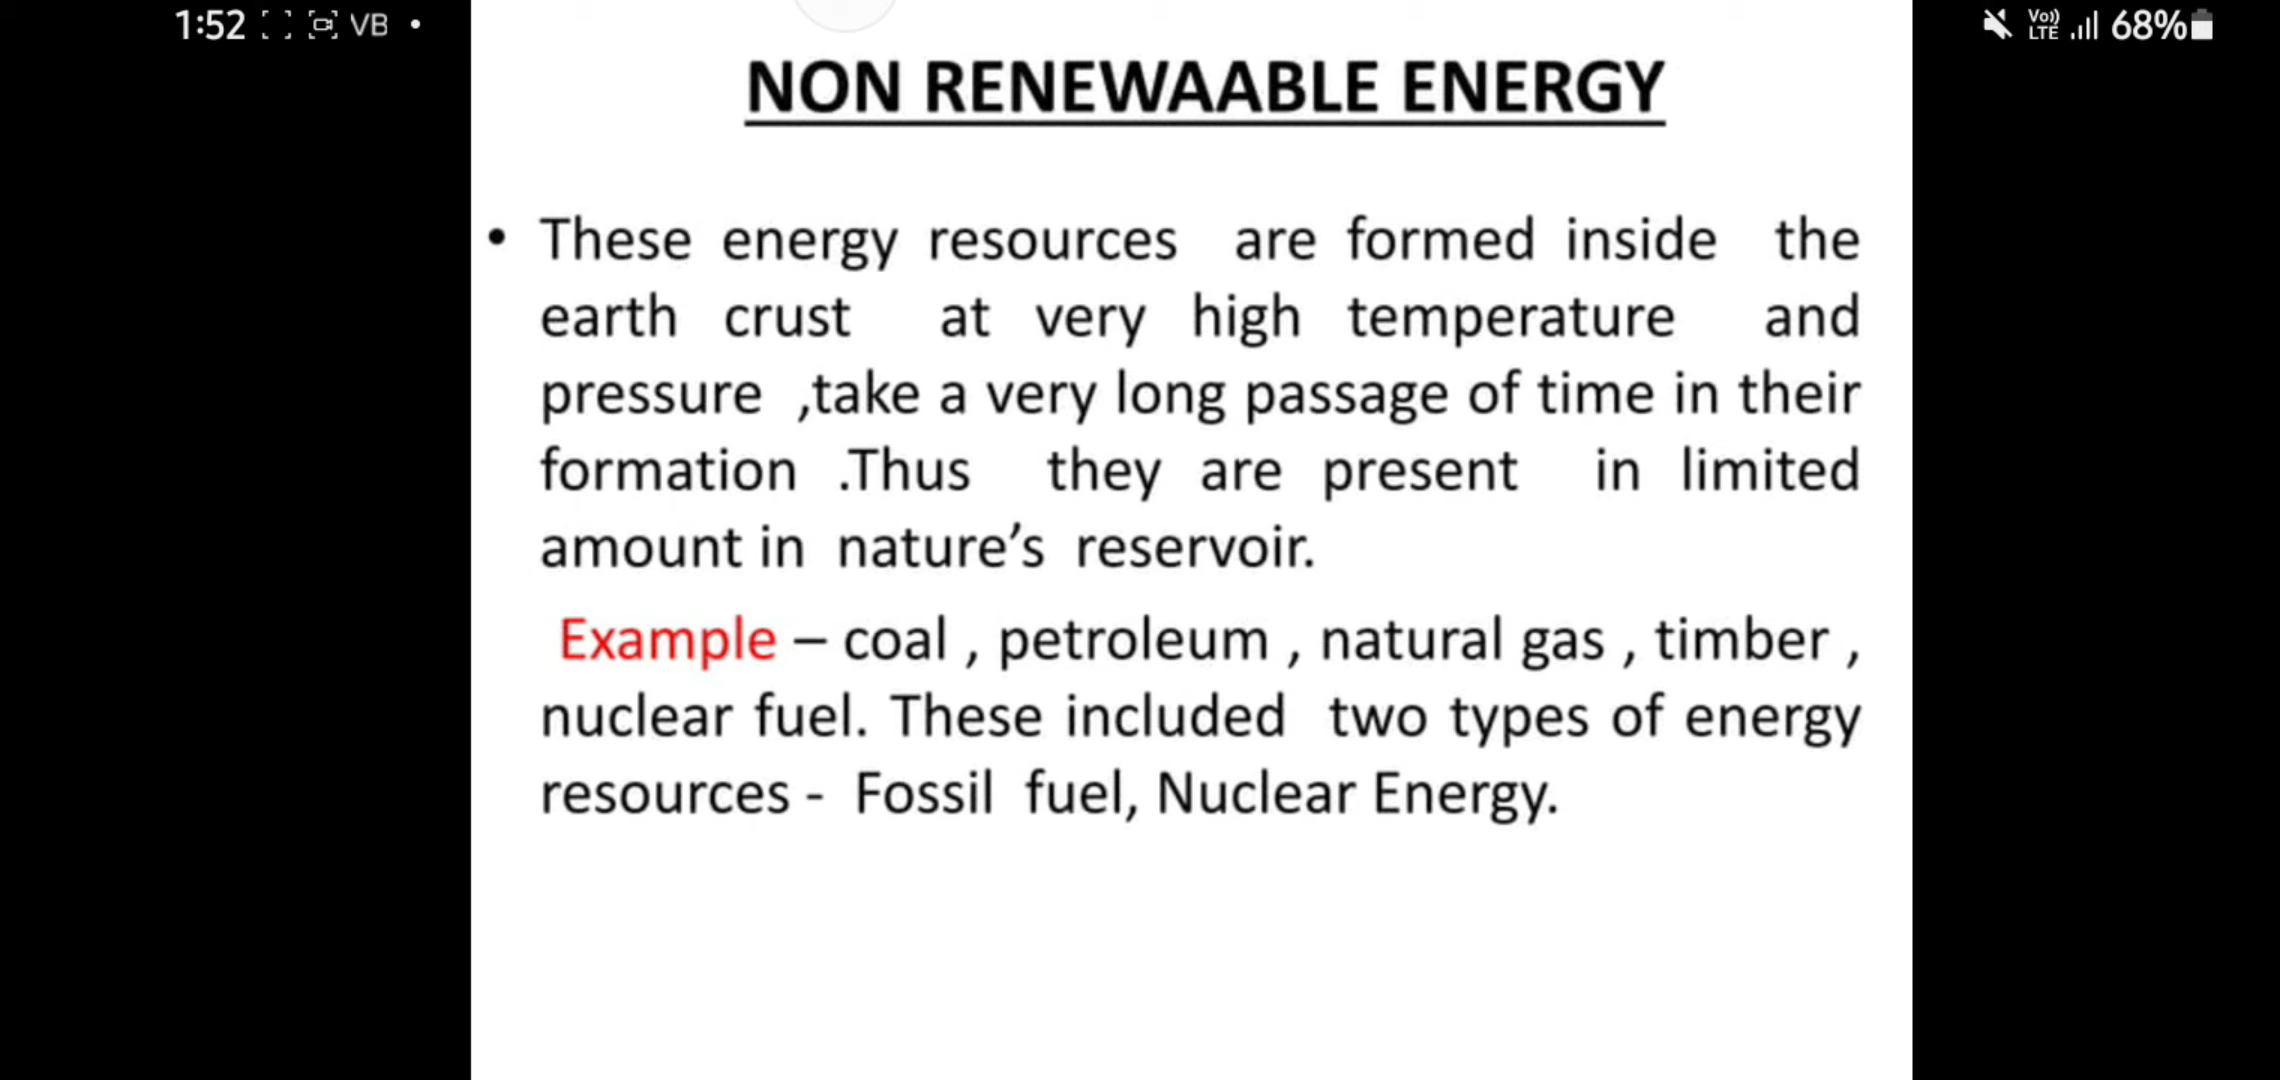 1:52 VB •
Vo)) LTE 68%
NON RENEWAABLE ENERGY
• These energy resources are formed inside the
earth crust at very high temperature and
pressure ,take a very long passage of time in their
formation .Thus they are present in limited
amount in nature’s reservoir.
Example – coal , petroleum , natural gas , timber ,
nuclear fuel. These included two types of energy
resources - Fossil fuel, Nuclear Energy.